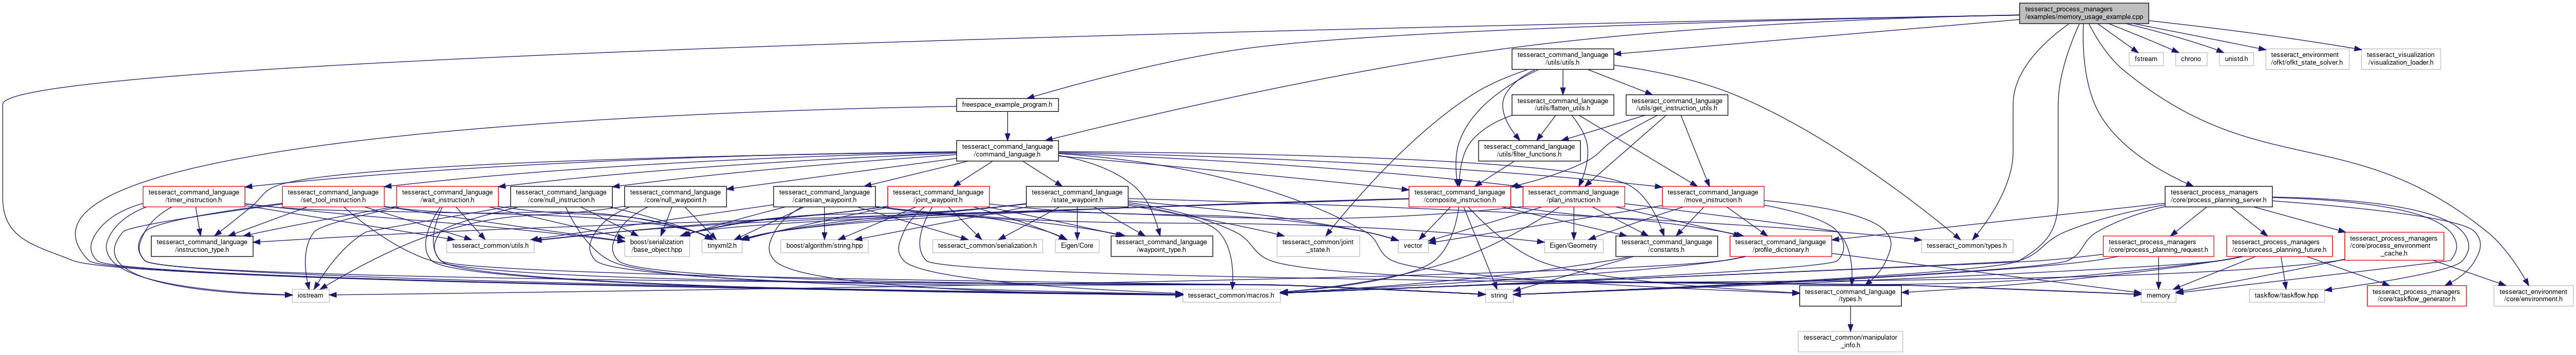 tesseract_process_managers
/examples/memory_usage_example.cpp
tesseract_command_language
/utils/utils.h
fstream
chrono
unistd.h
tesseract_environment
/ofkt/ofkt_state_solver.h
tesseract_visualization
/visualization_loader.h
freespace_example_program.h
tesseract_command_language
/utils/flatten_utils.h
tesseract_command_language
/utils/get_instruction_utils.h
tesseract_command_language
/command_language.h
tesseract_command_language
/utils/filter_functions.h
tesseract_command_language
/timer_instruction.h
tesseract_command_language
/set_tool_instruction.h
tesseract_command_language
/wait_instruction.h
tesseract_command_language
/core/null_instruction.h
tesseract_command_language
/core/null_waypoint.h
tesseract_command_language
/cartesian_waypoint.h
tesseract_command_language
/joint_waypoint.h
tesseract_command_language
/state_waypoint.h
tesseract_command_language
/composite_instruction.h
tesseract_command_language
/plan_instruction.h
tesseract_command_language
/move_instruction.h
tesseract_process_managers
/core/process_planning_server.h
tesseract_command_language
/instruction_type.h
tesseract_common/utils.h
boost/serialization
/base_object.hpp
tinyxml2.h
boost/algorithm/string.hpp
tesseract_common/serialization.h
Eigen/Core
tesseract_command_language
/waypoint_type.h
tesseract_common/joint
_state.h
vector
Eigen/Geometry
tesseract_command_language
/constants.h
tesseract_command_language
/profile_dictionary.h
tesseract_common/types.h
tesseract_process_managers
/core/process_planning_request.h
tesseract_process_managers
/core/process_planning_future.h
tesseract_process_managers
/core/process_environment
_cache.h
iostream
tesseract_common/macros.h
string
tesseract_command_language
/types.h
memory
taskflow/taskflow.hpp
tesseract_process_managers
/core/taskflow_generator.h
tesseract_environment
/core/environment.h
tesseract_common/manipulator
_info.h